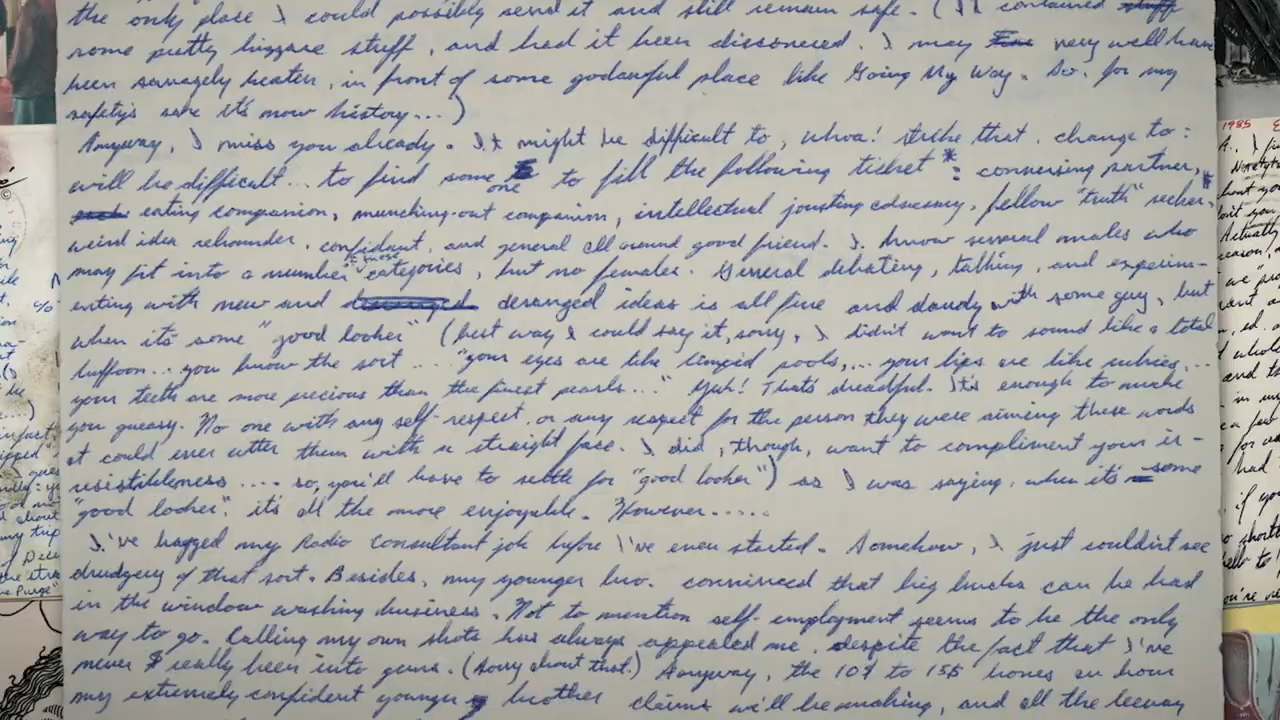 the only place I could possibly send it and still remain safe. (It contained stuff
some pretty bizzare stuff, and had it been discovered. I may very well have
been savagely beaten, in front of some godawful place like Going My Way. So. for my
safety's sake it's now history...)
Anyway, I miss you already. It might be difficult to, whoa! strike that, change to:
will be difficult... to find some one to fill the following ticket*: conversing partner,
eating companion, munching-out companion, intellectual jousting adversary, fellow "truth" seeker,
weird idea rebounder, confidant, and general all around good friend. I know several males who
may fit into a number of those categories, but no females. General debating, talking, and experim-
enting with new and deranged ideas is all fine and dandy with some guy, but
when it's some "good looker" (best way I could say it, sorry, I didn't want to sound like a total
buffoon... you know the sort .... "your eyes are like limpid pools,... your lips are like rubies,...
your teeth are more precious than the finest pearls..." Yuh! That's dreadful. It's enough to make
you queasy. No one with any self-respect, or any respect for the person they were aiming these words
at could ever utter them with a straight face. I did, though, want to compliment your ir-
resistibleness .... so, you'll have to settle for "good looker") as I was saying, when it's some
"good looker", it's all the more enjoyable. However.....
I've bagged my Radio Consultant job before I've even started. Somehow, I just couldn't see
drudgery of that sort. Besides, my younger bro. convinced that big bucks can be had
in the window washing business. Not to mention self-employment seems to be the only
way to go. Calling my own shots has always appealed me, despite the fact that I've
never really been into guns. (Sorry about that.) Anyway, the to 155 an hour
my extremely confident younger brother claims we'll be making, and all the leeway
1985